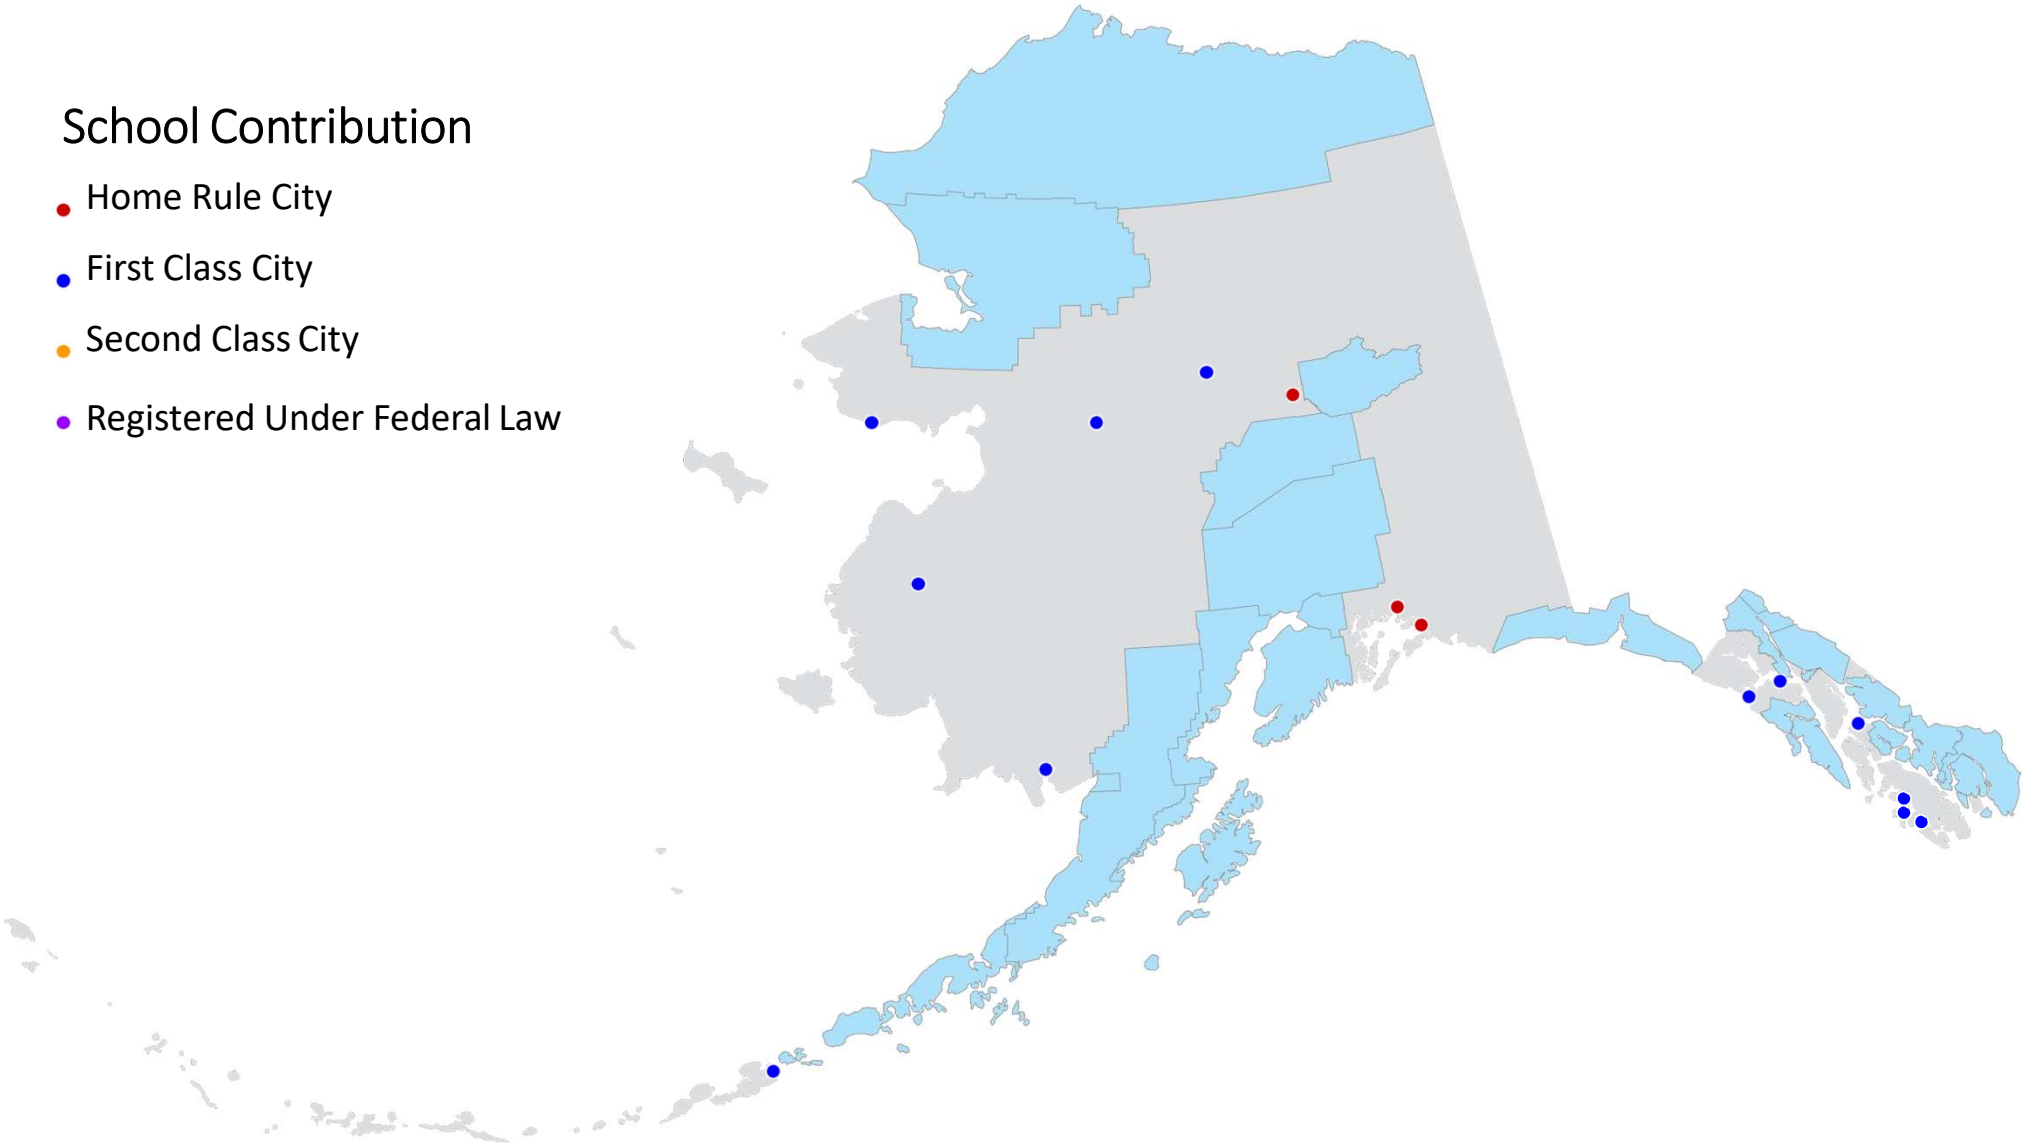 School Contribution
Home Rule City
First Class City
Second Class City
Registered Under Federal Law